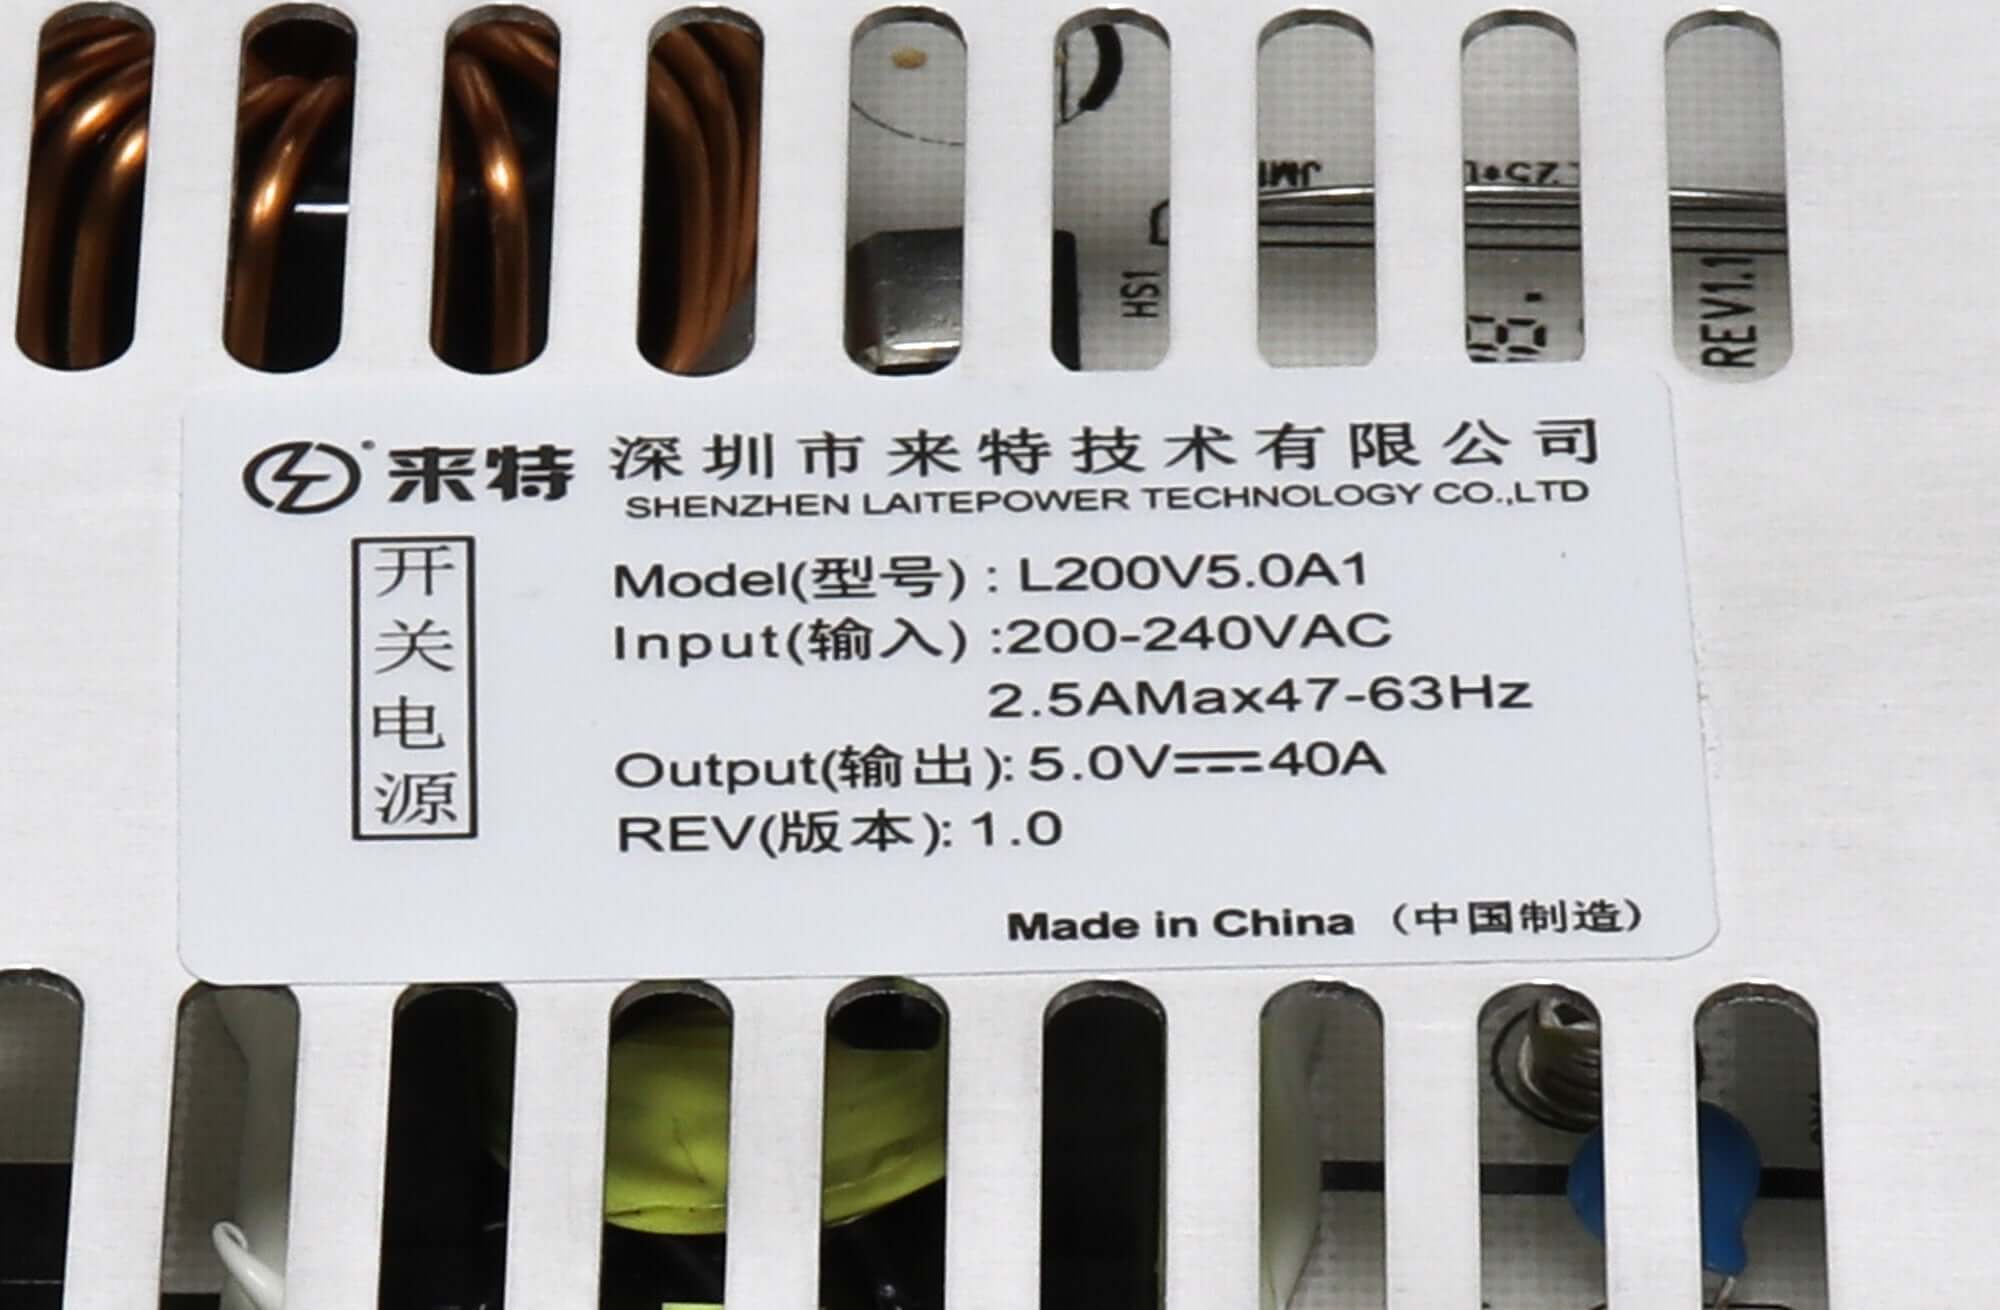 HS1
REV1.1
® 来特 深圳市来特技术有限公司
SHENZHEN LAITEPOWER TECHNOLOGY CO.,LTD
开关电源
Model(型号) : L200V5.0A1
Input(输入) :200-240VAC
2.5AMax47-63Hz
Output(输出): 5.0V⎓40A
REV(版本): 1.0
Made in China （中国制造）